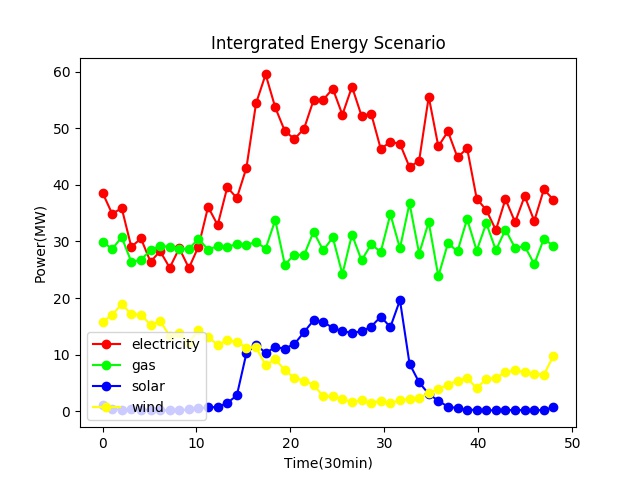 Intergrated Energy Scenario
Power(MW)
60
50
40
30
20
10
0
electricity
gas
solar
wind
0 10 20 30 40 50
Time(30min)